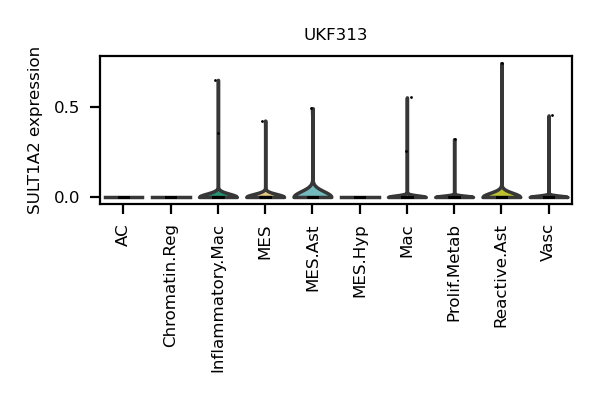 UKF313
SULT1A2 expression
0.5
0.0
AC
Chromatin.Reg
Inflammatory.Mac
MES
MES.Ast
MES.Hyp
Mac
Prolif.Metab
Reactive.Ast
Vasc